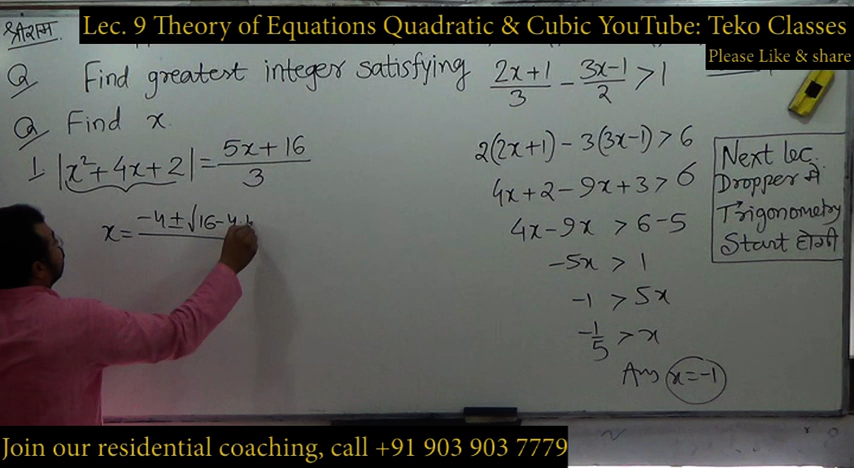 श्रीराम
Lec. 9 Theory of Equations Quadratic & Cubic YouTube: Teko Classes
Please Like & share
Q Find greatest integer satisfying (2x+1)/3 - (3x-1)/2 > 1
Q Find x
1 |x²+4x+2| = (5x+16)/3
x = -4 ± √16-4
2(2x+1) - 3(3x-1) > 6
4x+2-9x+3 > 6
4x-9x > 6-5
-5x > 1
-1 > 5x
-1/5 > x
Ans x=-1
Next lec.
Dropper में
Trigonometry
Start होगी
Join our residential coaching, call +91 903 903 7779